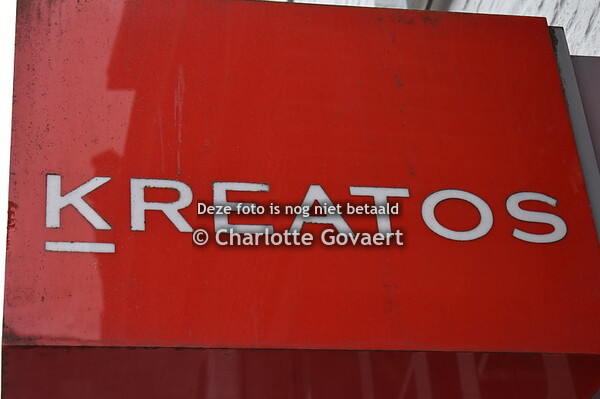 KREATOS
Deze foto is nog niet betaald
© Charlotte Govaert